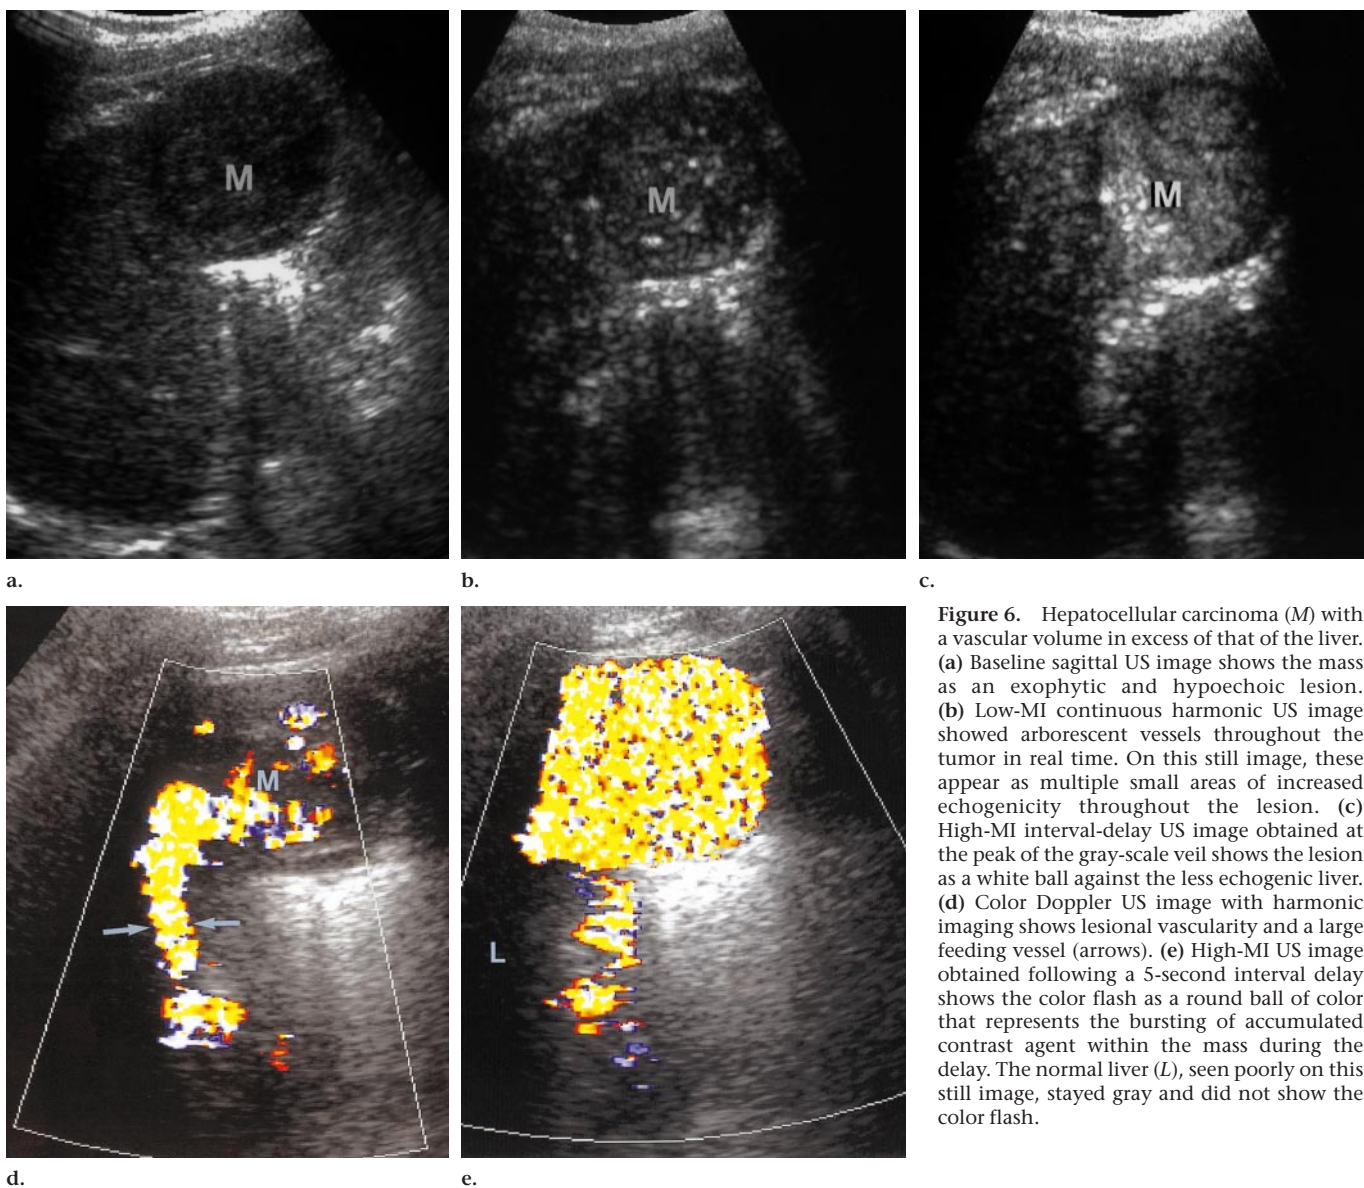 M
M
M
a.
b.
c.
M
d.
L
e.
Figure 6. Hepatocellular carcinoma (M) with
a vascular volume in excess of that of the liver.
(a) Baseline sagittal US image shows the mass
as an exophytic and hypoechoic lesion.
(b) Low-MI continuous harmonic US image
showed arborescent vessels throughout the
tumor in real time. On this still image, these
appear as multiple small areas of increased
echogenicity throughout the lesion. (c)
High-MI interval-delay US image obtained at
the peak of the gray-scale veil shows the lesion
as a white ball against the less echogenic liver.
(d) Color Doppler US image with harmonic
imaging shows lesional vascularity and a large
feeding vessel (arrows). (e) High-MI US image
obtained following a 5-second interval delay
shows the color flash as a round ball of color
that represents the bursting of accumulated
contrast agent within the mass during the
delay. The normal liver (L), seen poorly on this
still image, stayed gray and did not show the
color flash.